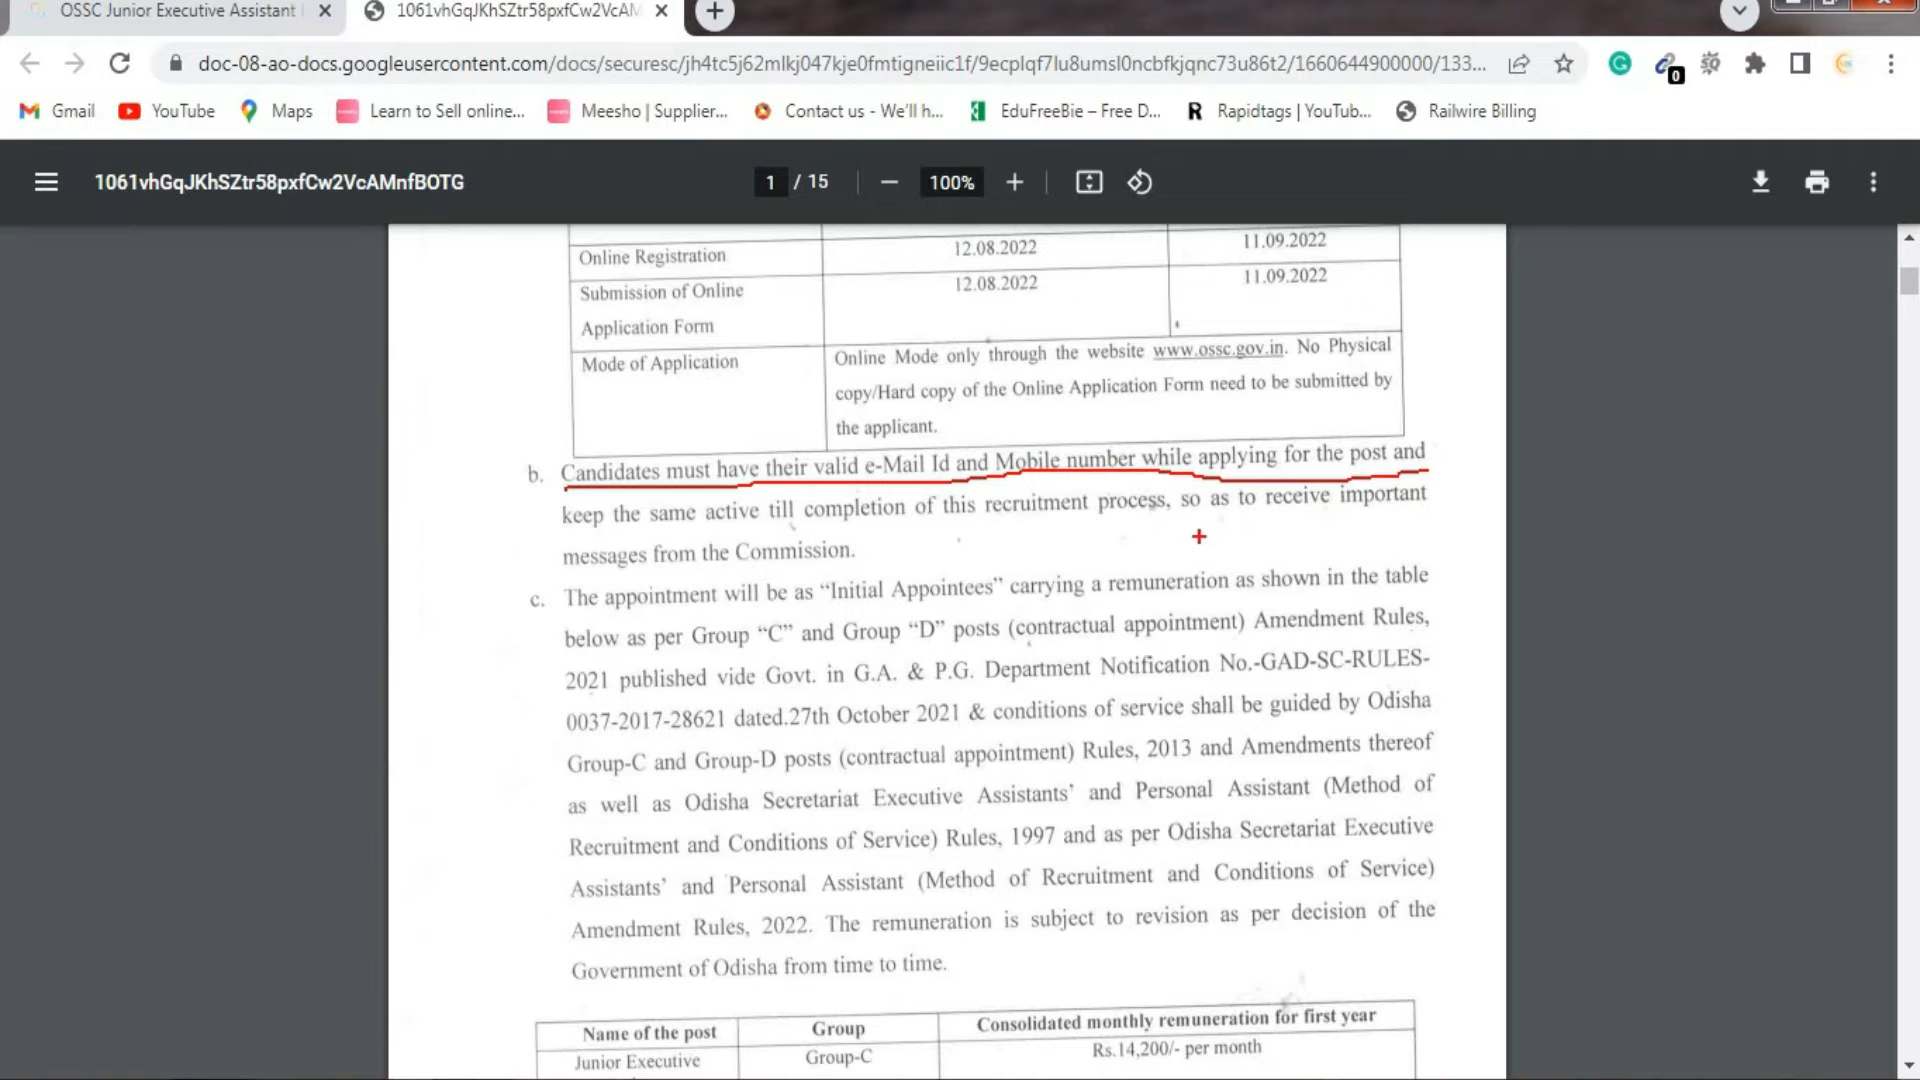 OSSC Junior Executive Assistant
1061vhGqJKhSZtr58pxfCw2VcAM
doc-08-ao-docs.googleusercontent.com/docs/securesc/jh4tc5j62mlkj047kje0fmtigneiic1f/9ecplqf7lu8umsl0ncbfkjqnc73u86t2/1660644900000/133...
0
Gmail YouTube Maps Learn to Sell online... Meesho | Supplier... Contact us - We'll h... EduFreeBie – Free D... Rapidtags | YouTub... Railwire Billing
1061vhGqJKhSZtr58pxfCw2VcAMnfBOTG 1 / 15 100%
Online Registration 12.08.2022 11.09.2022
Submission of Online 12.08.2022 11.09.2022
Application Form
Mode of Application Online Mode only through the website www.ossc.gov.in. No Physical
copy/Hard copy of the Online Application Form need to be submitted by
the applicant.
b. Candidates must have their valid e-Mail Id and Mobile number while applying for the post and
keep the same active till completion of this recruitment process, so as to receive important
messages from the Commission.
c. The appointment will be as “Initial Appointees” carrying a remuneration as shown in the table
below as per Group “C” and Group “D” posts (contractual appointment) Amendment Rules,
2021 published vide Govt. in G.A. & P.G. Department Notification No.-GAD-SC-RULES-
0037-2017-28621 dated.27th October 2021 & conditions of service shall be guided by Odisha
Group-C and Group-D posts (contractual appointment) Rules, 2013 and Amendments thereof
as well as Odisha Secretariat Executive Assistants’ and Personal Assistant (Method of
Recruitment and Conditions of Service) Rules, 1997 and as per Odisha Secretariat Executive
Assistants’ and Personal Assistant (Method of Recruitment and Conditions of Service)
Amendment Rules, 2022. The remuneration is subject to revision as per decision of the
Government of Odisha from time to time.
Name of the post Group Consolidated monthly remuneration for first year
Junior Executive Group-C Rs.14,200/- per month